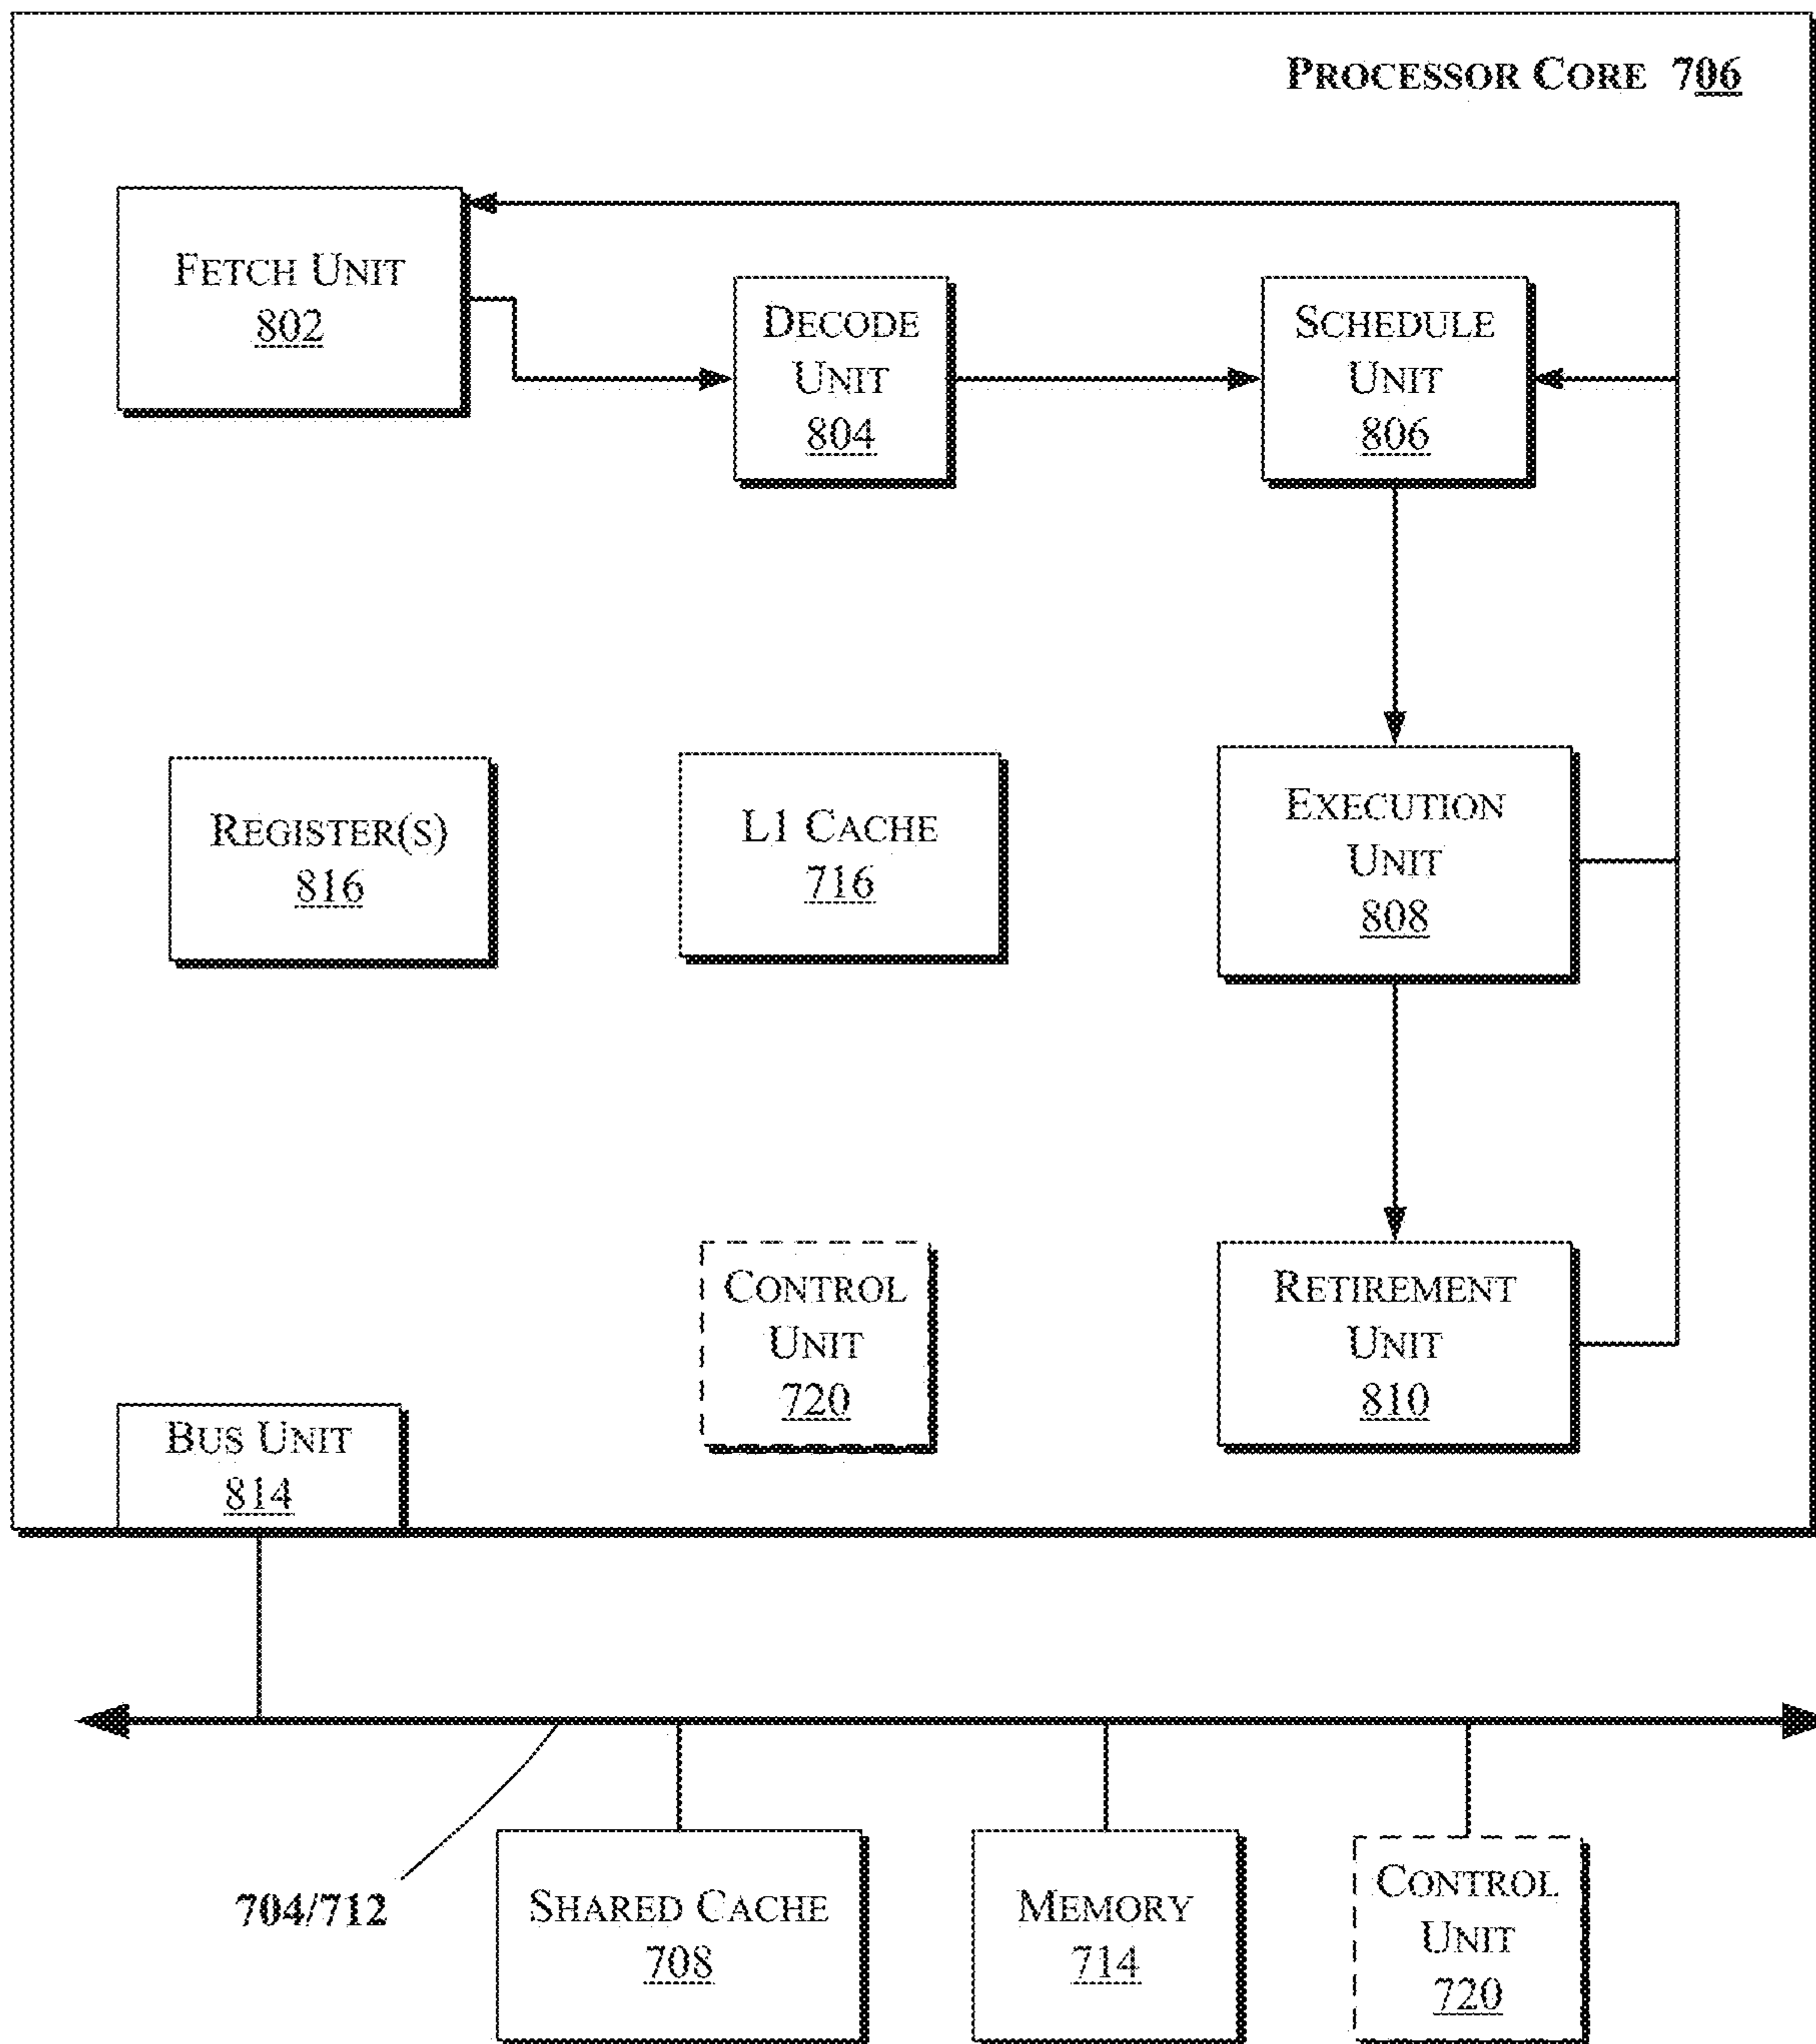 PROCESSOR CORE 706
FETCH UNIT
802
DECODE
UNIT
804
SCHEDULE
UNIT
806
REGISTER(S)
816
L1 CACHE
716
EXECUTION
UNIT
808
CONTROL
UNIT
720
RETIREMENT
UNIT
810
BUS UNIT
814
704/712
SHARED CACHE
708
MEMORY
714
CONTROL
UNIT
720